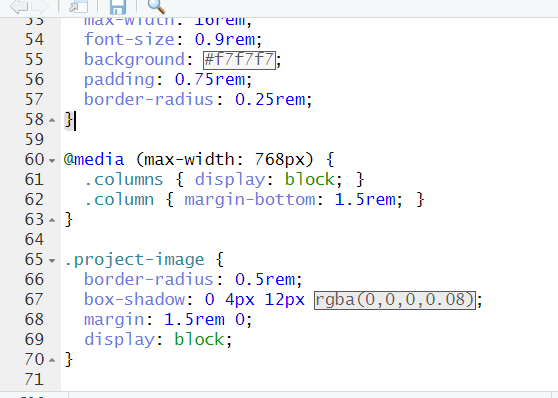 53 max-width: 16rem;
54 font-size: 0.9rem;
55 background: #f7f7f7;
56 padding: 0.75rem;
57 border-radius: 0.25rem;
58 }
59
60 @media (max-width: 768px) {
61 .columns { display: block; }
62 .column { margin-bottom: 1.5rem; }
63 }
64
65 .project-image {
66 border-radius: 0.5rem;
67 box-shadow: 0 4px 12px rgba(0,0,0,0.08);
68 margin: 1.5rem 0;
69 display: block;
70 }
71